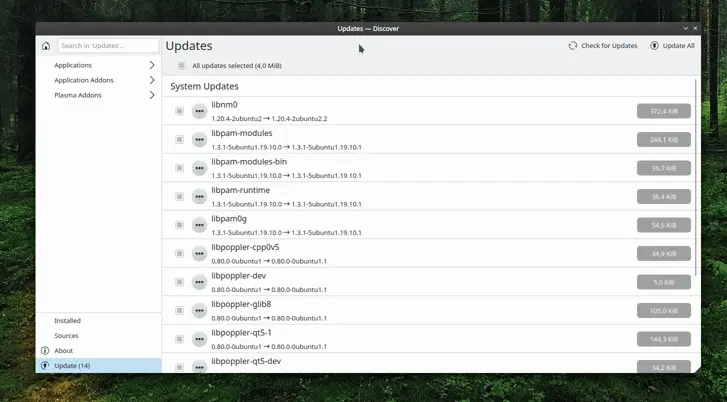 Updates — Discover
Search in 'Updates'...
Updates
Check for Updates
Update All
Applications
Application Addons
Plasma Addons
All updates selected (4,0 MiB)
System Updates
libnm0
1.20.4-2ubuntu2 → 1.20.4-2ubuntu2.2
572,4 KiB
libpam-modules
1.3.1-5ubuntu1.19.10.0 → 1.3.1-5ubuntu1.19.10.1
244,1 KiB
libpam-modules-bin
1.3.1-5ubuntu1.19.10.0 → 1.3.1-5ubuntu1.19.10.1
36,7 KiB
libpam-runtime
1.3.1-5ubuntu1.19.10.0 → 1.3.1-5ubuntu1.19.10.1
38,4 KiB
libpam0g
1.3.1-5ubuntu1.19.10.0 → 1.3.1-5ubuntu1.19.10.1
54,5 KiB
libpoppler-cpp0v5
0.80.0-0ubuntu1 → 0.80.0-0ubuntu1.1
34,9 KiB
libpoppler-dev
0.80.0-0ubuntu1 → 0.80.0-0ubuntu1.1
5,0 KiB
libpoppler-glib8
0.80.0-0ubuntu1 → 0.80.0-0ubuntu1.1
105,0 KiB
libpoppler-qt5-1
0.80.0-0ubuntu1 → 0.80.0-0ubuntu1.1
144,3 KiB
libpoppler-qt5-dev
34,2 KiB
Installed
Sources
About
Update (14)